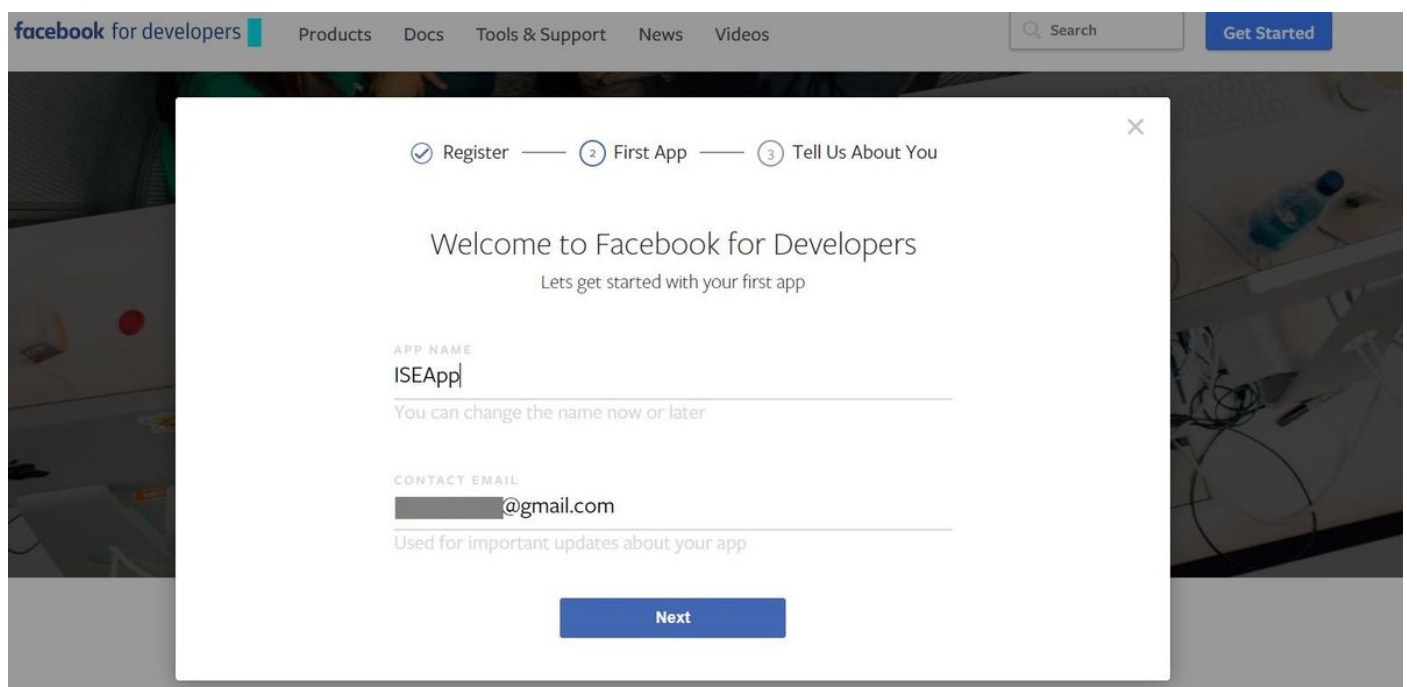 facebook for developers Products Docs Tools & Support News Videos Search Get Started
Register 2 First App 3 Tell Us About You
Welcome to Facebook for Developers
Lets get started with your first app
APP NAME
ISEApp
You can change the name now or later
CONTACT EMAIL
@gmail.com
Used for important updates about your app
Next